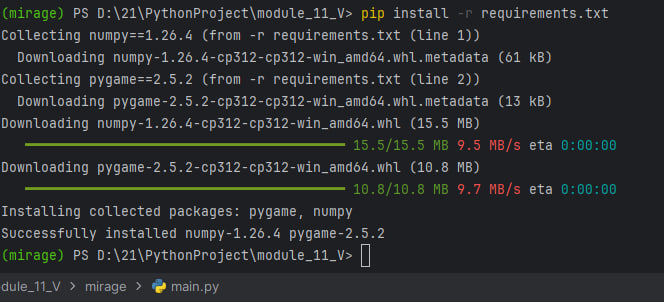 (mirage) PS D:\21\PythonProject\module_11_V> pip install -r requirements.txt
Collecting numpy==1.26.4 (from -r requirements.txt (line 1))
  Downloading numpy-1.26.4-cp312-cp312-win_amd64.whl.metadata (61 kB)
Collecting pygame==2.5.2 (from -r requirements.txt (line 2))
  Downloading pygame-2.5.2-cp312-cp312-win_amd64.whl.metadata (13 kB)
Downloading numpy-1.26.4-cp312-cp312-win_amd64.whl (15.5 MB)
15.5/15.5 MB 9.5 MB/s eta 0:00:00
Downloading pygame-2.5.2-cp312-cp312-win_amd64.whl (10.8 MB)
10.8/10.8 MB 9.7 MB/s eta 0:00:00
Installing collected packages: pygame, numpy
Successfully installed numpy-1.26.4 pygame-2.5.2
(mirage) PS D:\21\PythonProject\module_11_V>
dule_11_V > mirage > main.py